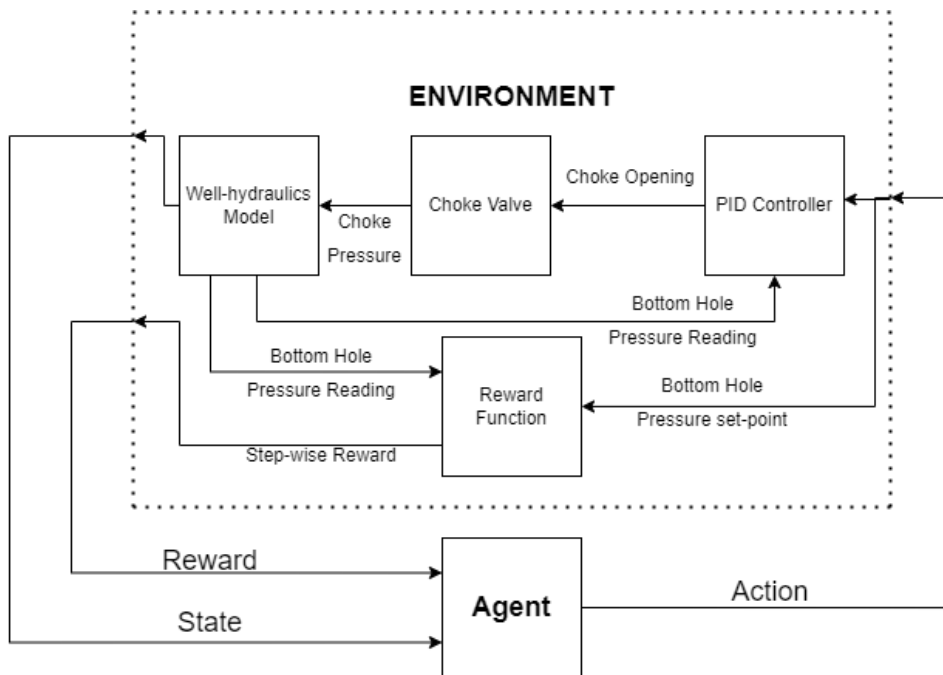 ENVIRONMENT
Well-hydraulics
Model
Choke
Pressure
Choke Valve
Choke Opening
PID Controller
Bottom Hole
Pressure Reading
Bottom Hole
Pressure Reading
Reward
Function
Bottom Hole
Pressure set-point
Step-wise Reward
Reward
State
Agent
Action